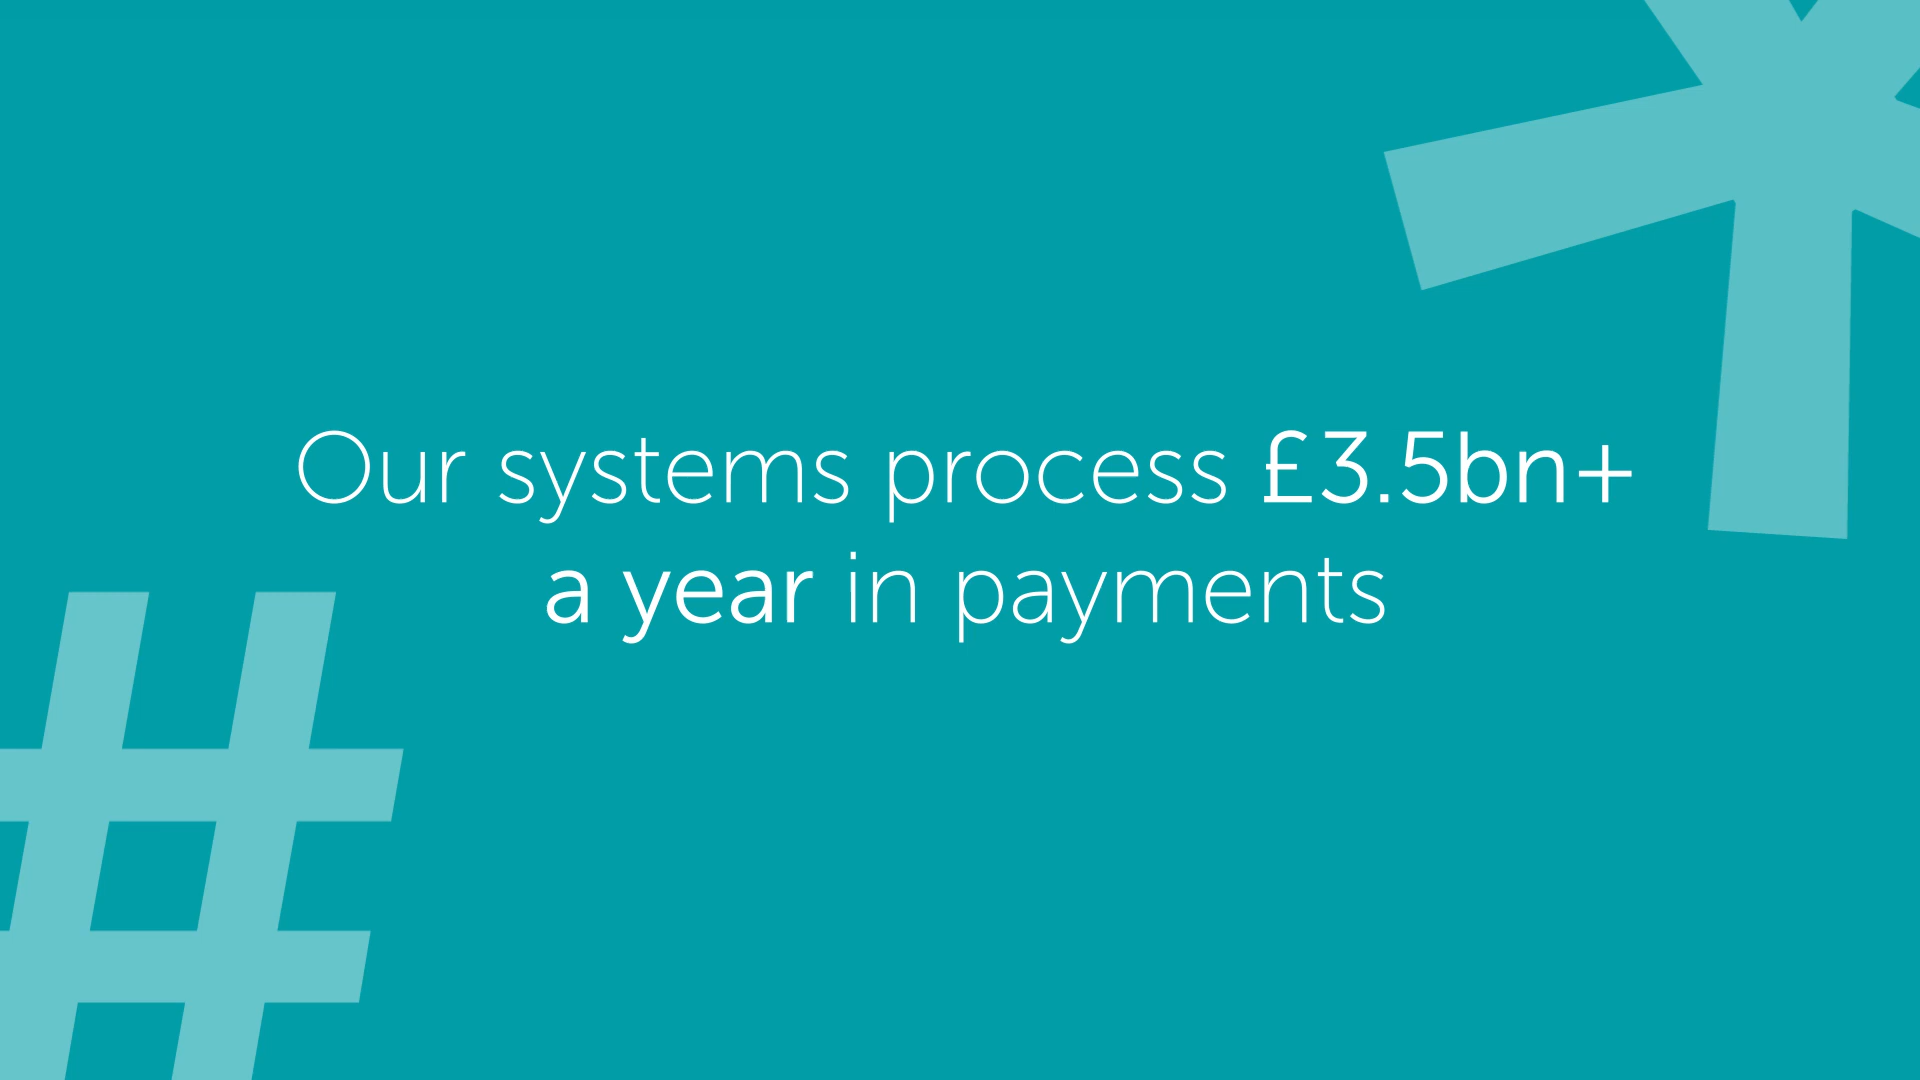 Our systems process £3.5bn+
a year in payments